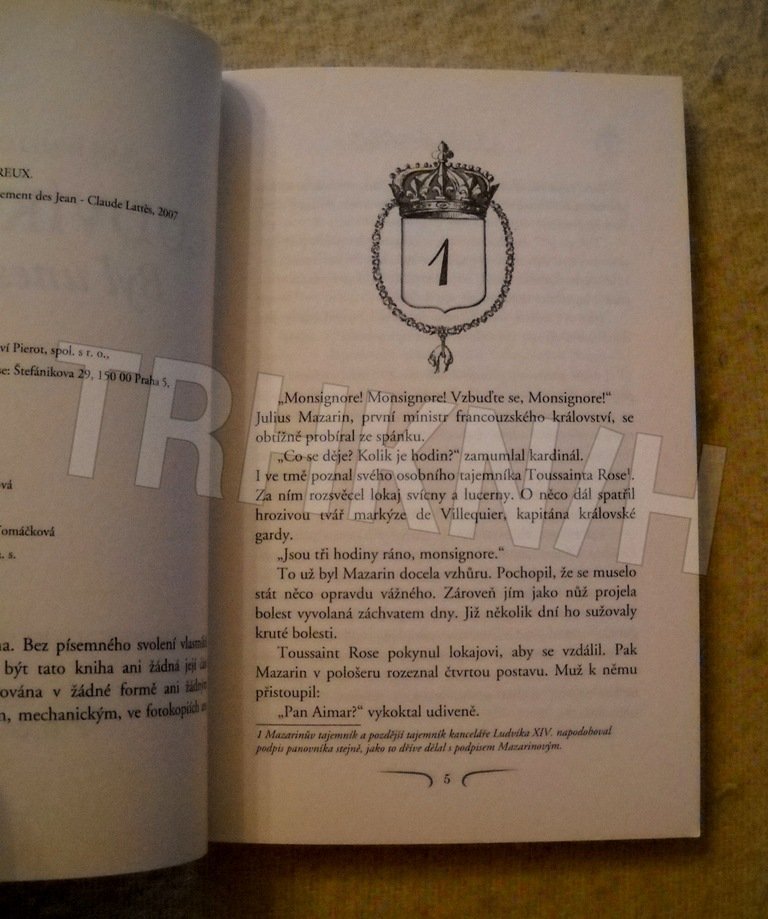 REUX.
ement des Jean - Claude Lattès, 2007
ví Pierot, spol. s r. o.,
se: Štefánikova 29, 150 00 Praha 5,
ová
Tomáčková
. s.
na. Bez písemného svolení
být tato kniha ani žádná její
ována v žádné formě ani žádným
m, mechanickým, ve fotokopiích
1
„Monsignore! Monsignore! Vzbuďte se, Monsignore!“
Julius Mazarin, první ministr francouzského království, se
obtížně probíral ze spánku.
„Co se děje? Kolik je hodin?“ zamumlal kardinál.
I ve tmě poznal svého osobního tajemníka Toussainta Rose¹.
Za ním rozsvěcel lokaj svícny a lucerny. O něco dál spatřil
hrozivou tvář markýze de Villequier, kapitána královské
gardy.
„Jsou tři hodiny ráno, monsignore.“
To už byl Mazarin docela vzhůru. Pochopil, že se muselo
stát něco opravdu vážného. Zároveň jím jako nůž projela
bolest vyvolaná záchvatem dny. Již několik dní ho sužovaly
kruté bolesti.
Toussaint Rose pokynul lokajovi, aby se vzdálil. Pak
Mazarin v pološeru rozeznal čtvrtou postavu. Muž k němu
přistoupil:
„Pan Aimar?“ vykoktal udiveně.
1 Mazarinův tajemník a pozdější tajemník kanceláře Ludvíka XIV. napodoboval
podpis panovníka stejně, jako to dříve dělal s podpisem Mazarinovým.
5